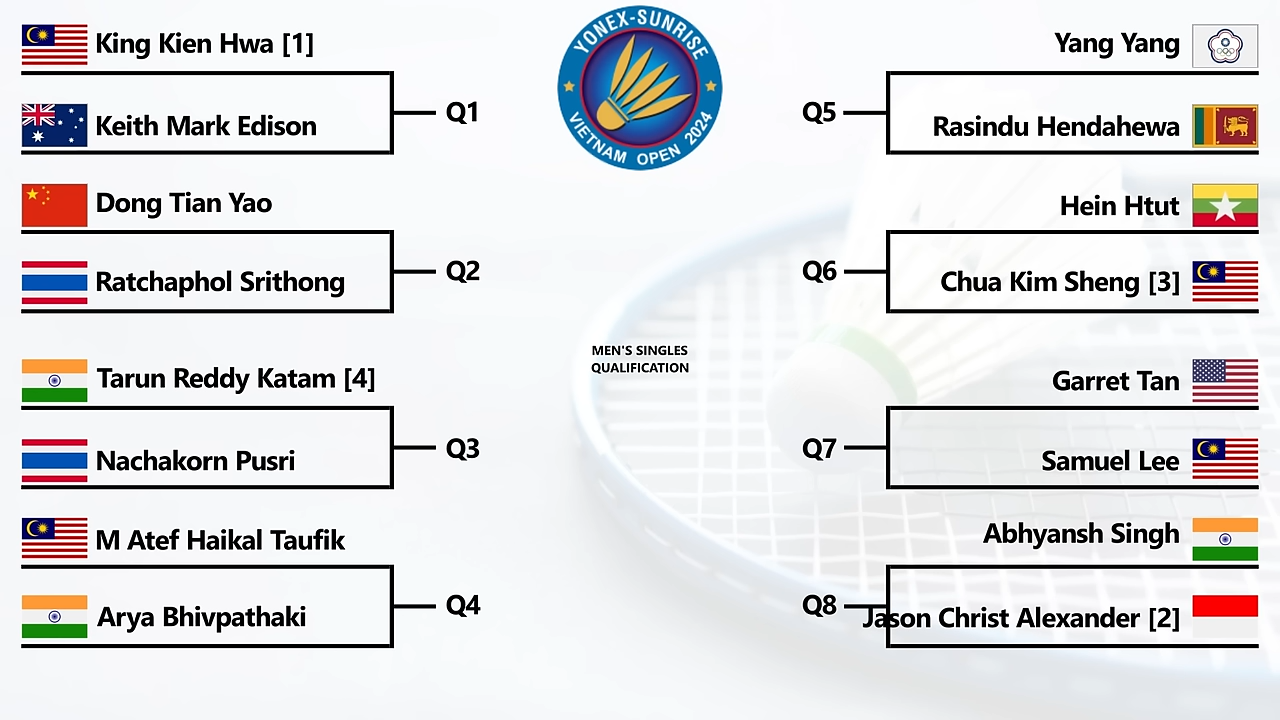 King Kien Hwa [1]
Keith Mark Edison
Q1
Dong Tian Yao
Ratchaphol Srithong
Q2
Tarun Reddy Katam [4]
Nachakorn Pusri
Q3
M Atef Haikal Taufik
Arya Bhivpathaki
Q4
YONEX-SUNRISE
VIETNAM OPEN 2024
MEN'S SINGLES
QUALIFICATION
Yang Yang
Q5
Rasindu Hendahewa
Hein Htut
Q6
Chua Kim Sheng [3]
Garret Tan
Q7
Samuel Lee
Abhyansh Singh
Q8
Jason Christ Alexander [2]